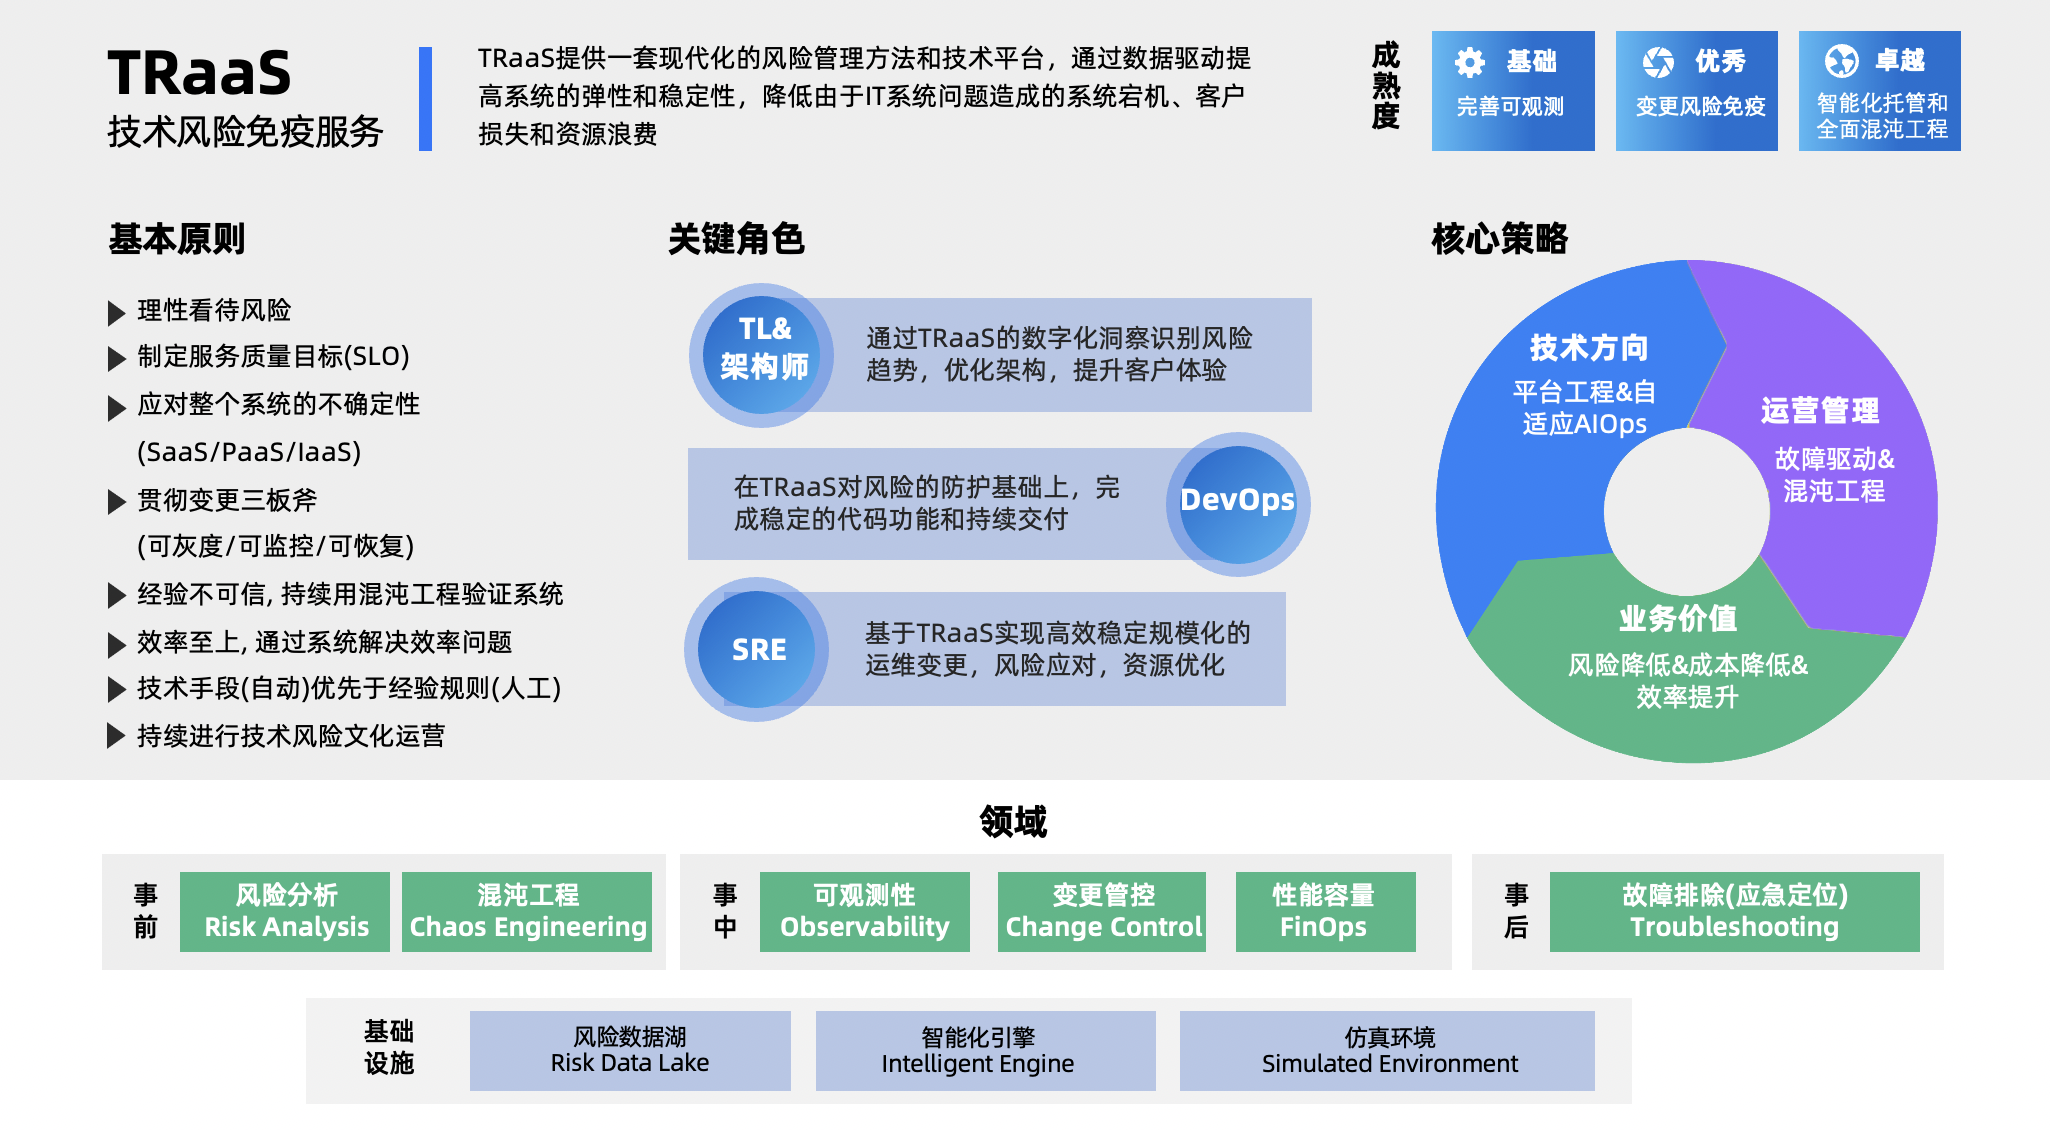 TRaaS
技术风险免疫服务
TRaaS提供一套现代化的风险管理方法和技术平台，通过数据驱动提
高系统的弹性和稳定性，降低由于IT系统问题造成的系统宕机、客户
损失和资源浪费
成熟度
基础
完善可观测
优秀
变更风险免疫
卓越
智能化托管和
全面混沌工程
基本原则
理性看待风险
制定服务质量目标(SLO)
应对整个系统的不确定性
(SaaS/PaaS/IaaS)
贯彻变更三板斧
(可灰度/可监控/可恢复)
经验不可信, 持续用混沌工程验证系统
效率至上, 通过系统解决效率问题
技术手段(自动)优先于经验规则(人工)
持续进行技术风险文化运营
关键角色
TL&
架构师
通过TRaaS的数字化洞察识别风险
趋势，优化架构，提升客户体验
在TRaaS对风险的防护基础上，完
成稳定的代码功能和持续交付
DevOps
SRE
基于TRaaS实现高效稳定规模化的
运维变更，风险应对，资源优化
核心策略
技术方向
平台工程&自
适应AIOps
运营管理
故障驱动&
混沌工程
业务价值
风险降低&成本降低&
效率提升
领域
事前
风险分析
Risk Analysis
混沌工程
Chaos Engineering
事中
可观测性
Observability
变更管控
Change Control
性能容量
FinOps
事后
故障排除(应急定位)
Troubleshooting
基础
设施
风险数据湖
Risk Data Lake
智能化引擎
Intelligent Engine
仿真环境
Simulated Environment